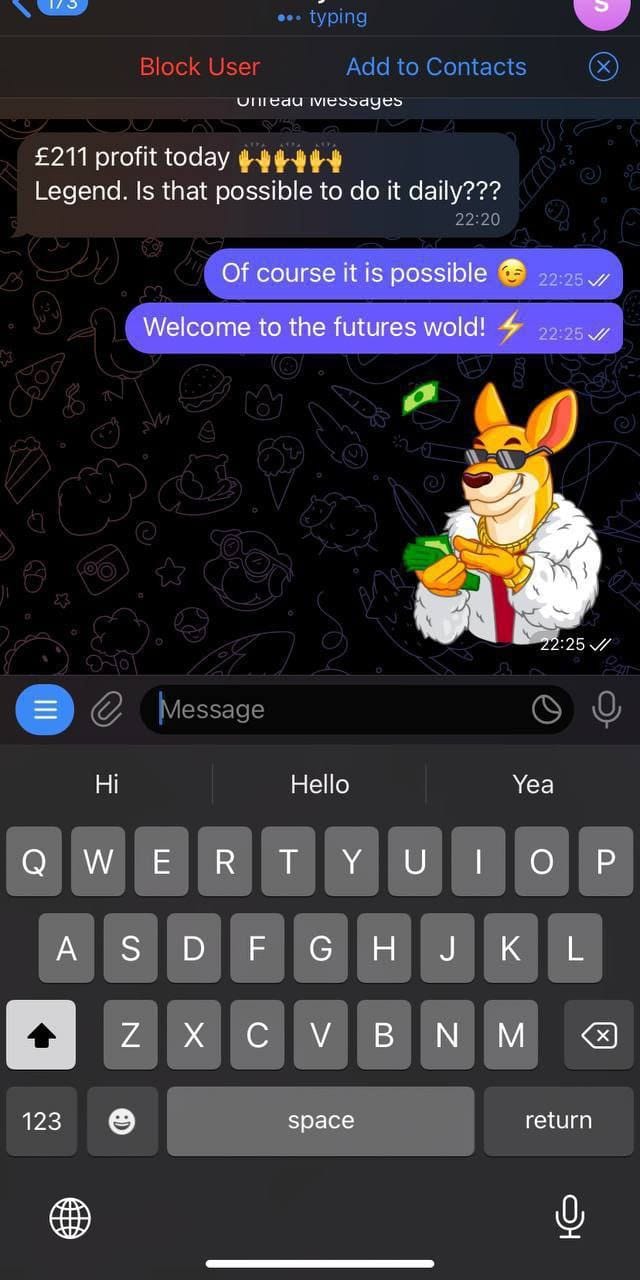 173
typing
Block User
Add to Contacts
Unread Messages
£211 profit today 🙌🙌🙌
Legend. Is that possible to do it daily???
22:20
Of course it is possible 😉 22:25
Welcome to the futures wold! ⚡ 22:25
22:25
Message
Hi Hello Yea
Q W E R T Y U I O P
A S D F G H J K L
Z X C V B N M
123 space return